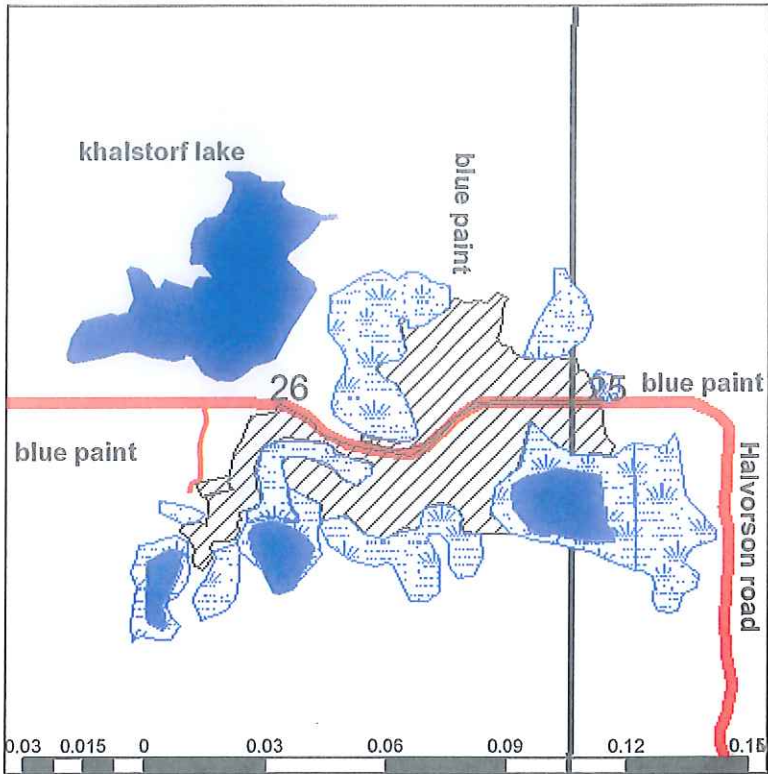 khalstorf lake
blue paint
26
25
blue paint
blue paint
Halvorson road
0.03 0.015 0 0.03 0.06 0.09 0.12 0.15